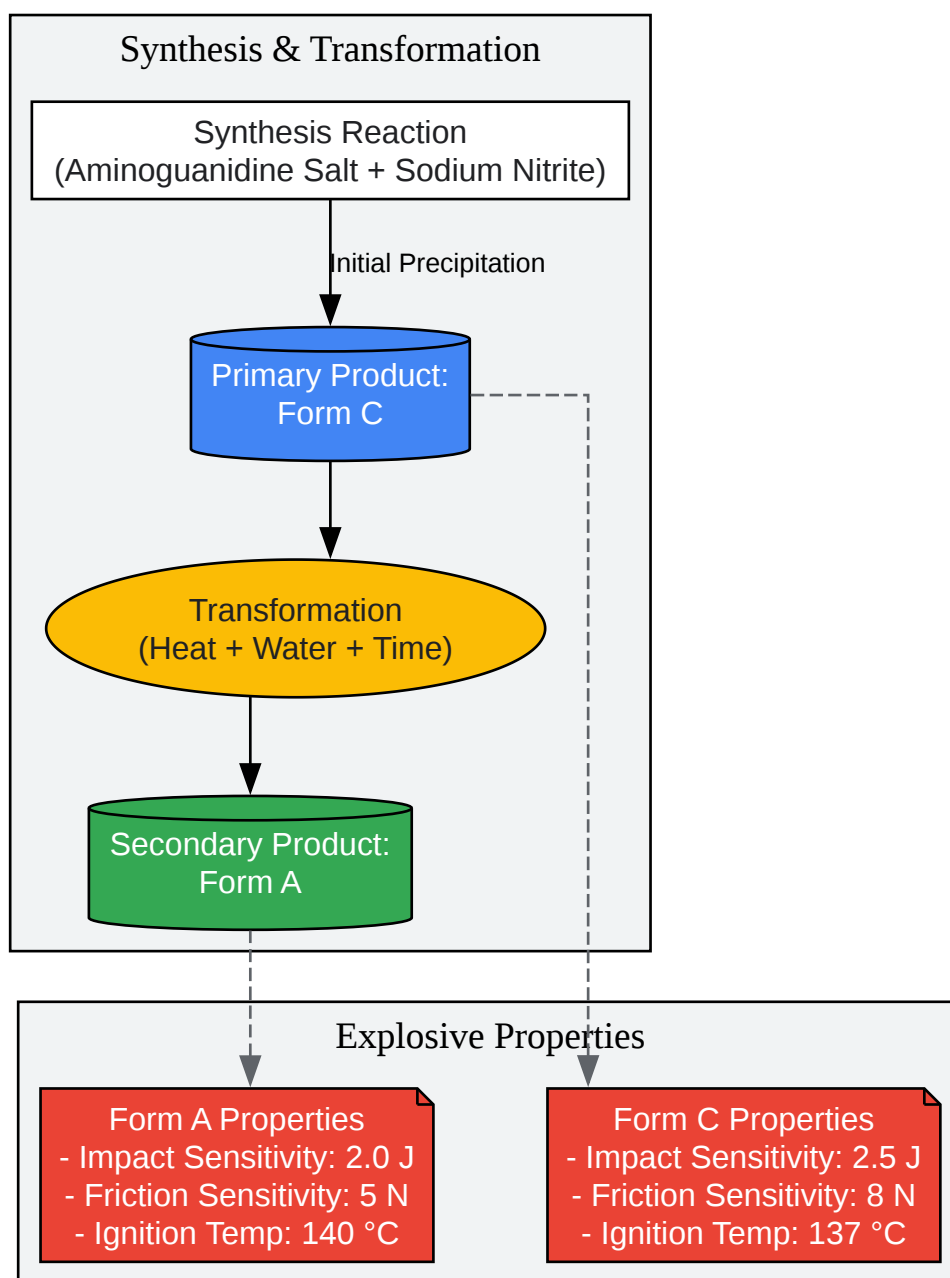 Synthesis & Transformation
Synthesis Reaction
(Aminoguanidine Salt + Sodium Nitrite)
Initial Precipitation
Primary Product:
Form C
Transformation
(Heat + Water + Time)
Secondary Product:
Form A
Explosive Properties
Form A Properties
- Impact Sensitivity: 2.0 J
- Friction Sensitivity: 5 N
- Ignition Temp: 140 °C
Form C Properties
- Impact Sensitivity: 2.5 J
- Friction Sensitivity: 8 N
- Ignition Temp: 137 °C